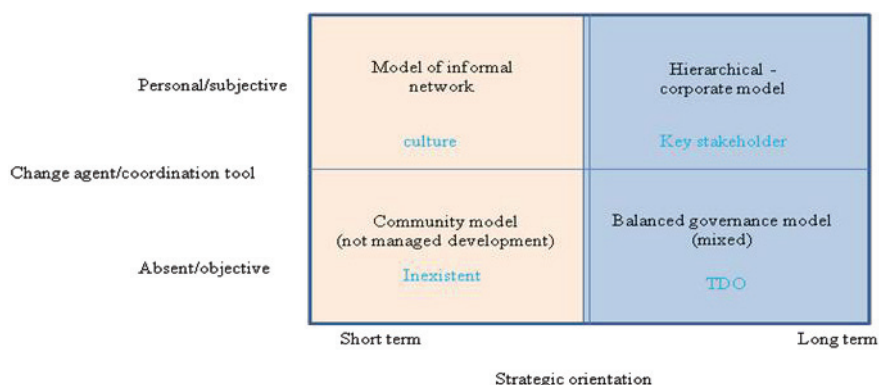 Personal/subjective
Model of informal
network
culture
Hierarchical -
corporate model
Key stakeholder
Change agent/coordination tool
Absent/objective
Community model
(not managed development)
Inexistent
Balanced governance model
(mixed)
TDO
Short term
Long term
Strategic orientation